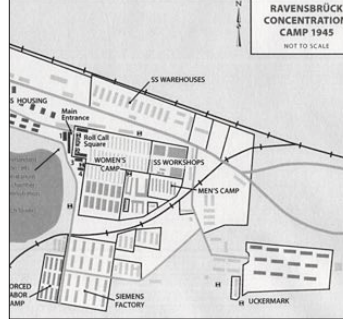 N
RAVENSBRÜCK
CONCENTRATION
CAMP 1945
NOT TO SCALE
SS WAREHOUSES
S HOUSING
Main
Entrance
Roll Call
Square
WOMEN'S
CAMP
SS WORKSHOPS
MEN'S CAMP
ORCED
ABOR
AMP
SIEMENS
FACTORY
UCKERMARK